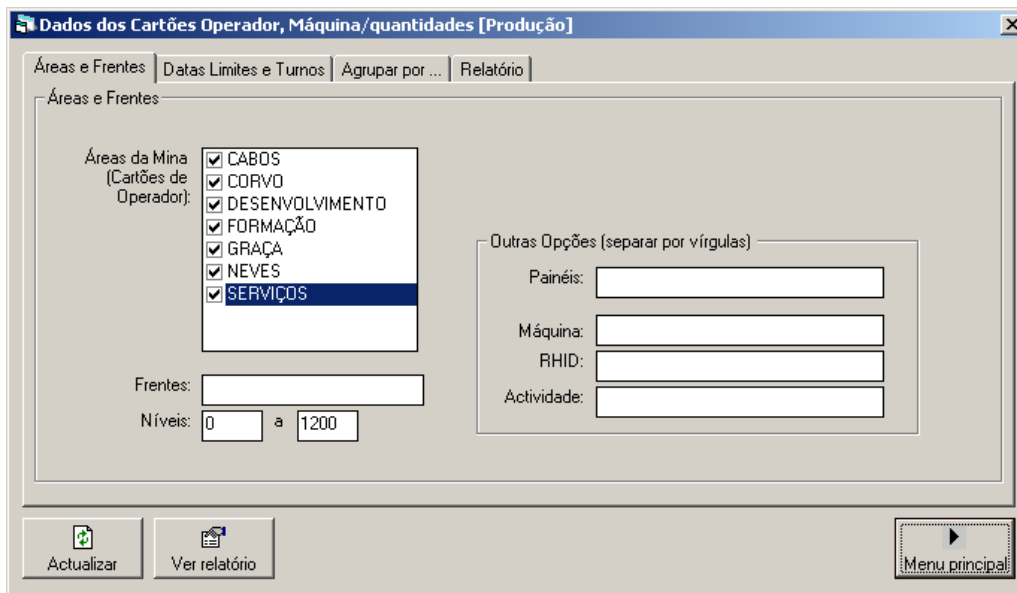 Dados dos Cartões Operador, Máquina/quantidades [Produção]
Áreas e Frentes
Datas Limites e Turnos
Agrupar por ...
Relatório
Áreas e Frentes
Áreas da Mina
(Cartões de
Operador):
CABOS
CORVO
DESENVOLVIMENTO
FORMAÇÃO
GRAÇA
NEVES
SERVIÇOS
Frentes:
Níveis:
0
a
1200
Outras Opções (separar por vírgulas)
Painéis:
Máquina:
RHID:
Actividade:
Actualizar
Ver relatório
Menu principal